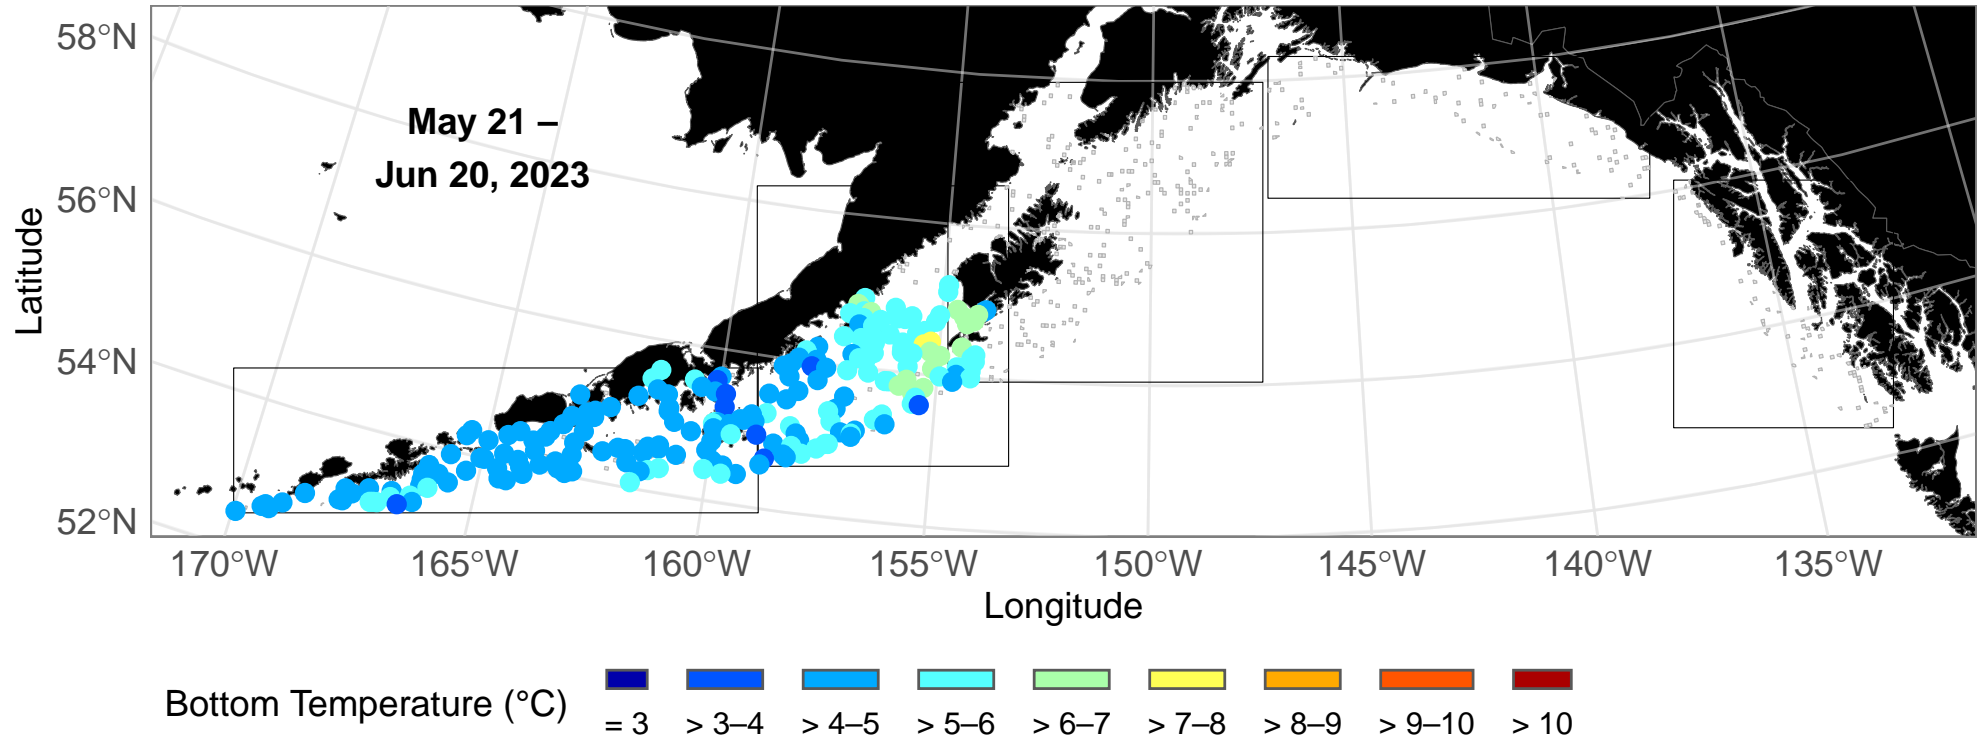 58°N
56°N
54°N
52°N
Latitude
May 21 –
Jun 20, 2023
170°W 165°W 160°W 155°W 150°W 145°W 140°W 135°W
Longitude
Bottom Temperature (°C)
= 3 > 3–4 > 4–5 > 5–6 > 6–7 > 7–8 > 8–9 > 9–10 > 10